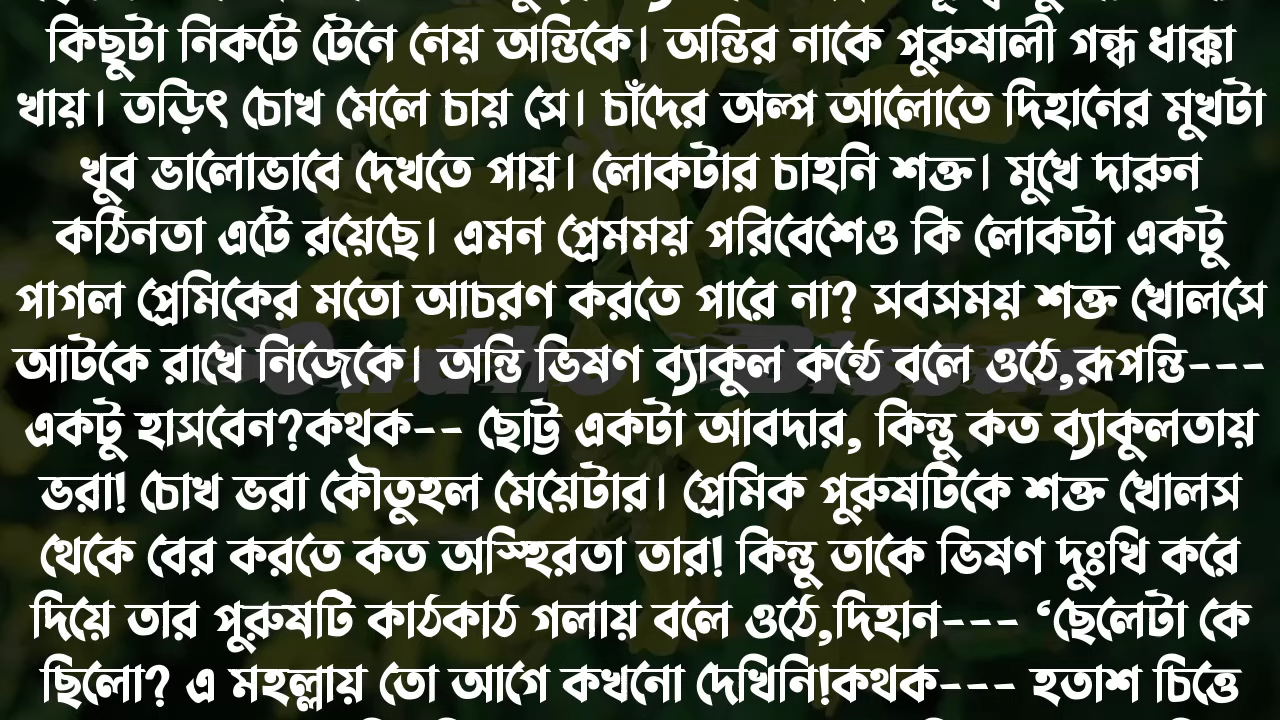 কিছুটা নিকটে টেনে নেয় অন্তিকে। অন্তির নাকে পুরুষালী গন্ধ ধাক্কা
খায়। তড়িৎ চোখ মেলে চায় সে। চাঁদের অল্প আলোতে দিহানের মুখটা
খুব ভালোভাবে দেখতে পায়। লোকটার চাহনি শক্ত। মুখে দারুন
কঠিনতা এটে রয়েছে। এমন প্রেমময় পরিবেশেও কি লোকটা একটু
পাগল প্রেমিকের মতো আচরণ করতে পারে না? সবসময় শক্ত খোলসে
আটকে রাখে নিজেকে। অন্তি ভিষণ ব্যাকুল কন্ঠে বলে ওঠে,রূপন্তি---
একটু হাসবেন?কথক-- ছোট্ট একটা আবদার, কিন্তু কত ব্যাকুলতায়
ভরা! চোখ ভরা কৌতুহল মেয়েটার। প্রেমিক পুরুষটিকে শক্ত খোলস
থেকে বের করতে কত অস্হিরতা তার! কিন্তু তাকে ভিষণ দুঃখি করে
দিয়ে তার পুরুষটি কাঠকাঠ গলায় বলে ওঠে,দিহান--- ‘ছেলেটা কে
ছিলো? এ মহল্লায় তো আগে কখনো দেখিনি!কথক--- হতাশ চিত্তে